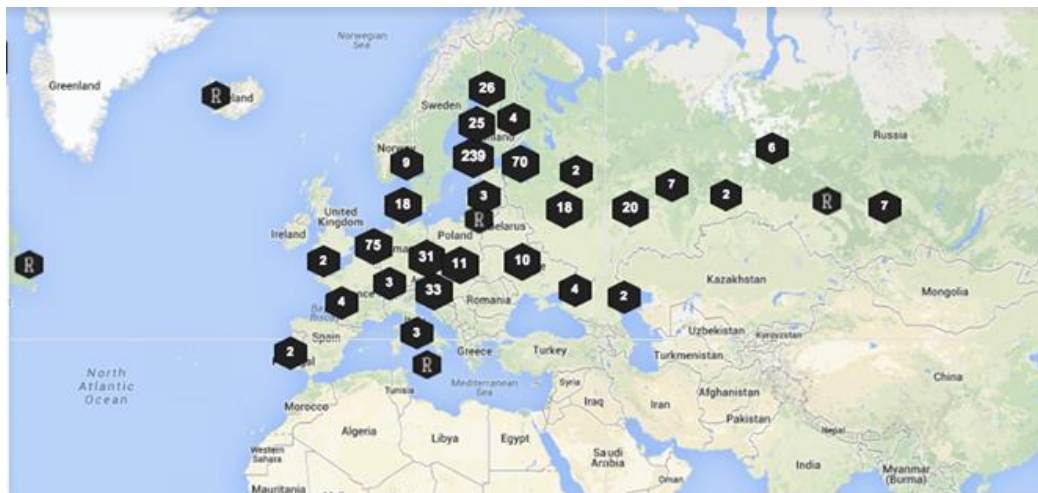 Norwegian
Sea
Greenland
26
Sweden
R
4
25
Russia
6
Norway
239
70
9
2
7
3
2
R
7
18
18
20
United
Kingdom
R
Belarus
Ireland
Poland
75
31
10
2
11
3
Kazakhstan
R
33
4
2
Mongolia
4
Romania
3
Spain
Uzbekistan
Kyrgyzstan
2
R
Greece
Turkey
Turkmenistan
North
Atlantic
Ocean
Mediterranean
Sea
Tunisia
Syria
Iraq
Iran
Afghanistan
China
Morocco
Pakistan
Algeria
Libya
Egypt
Nepal
Western
Sahara
Saudi
Arabia
India
Myanmar
(Burma)
Oman
Mauritania